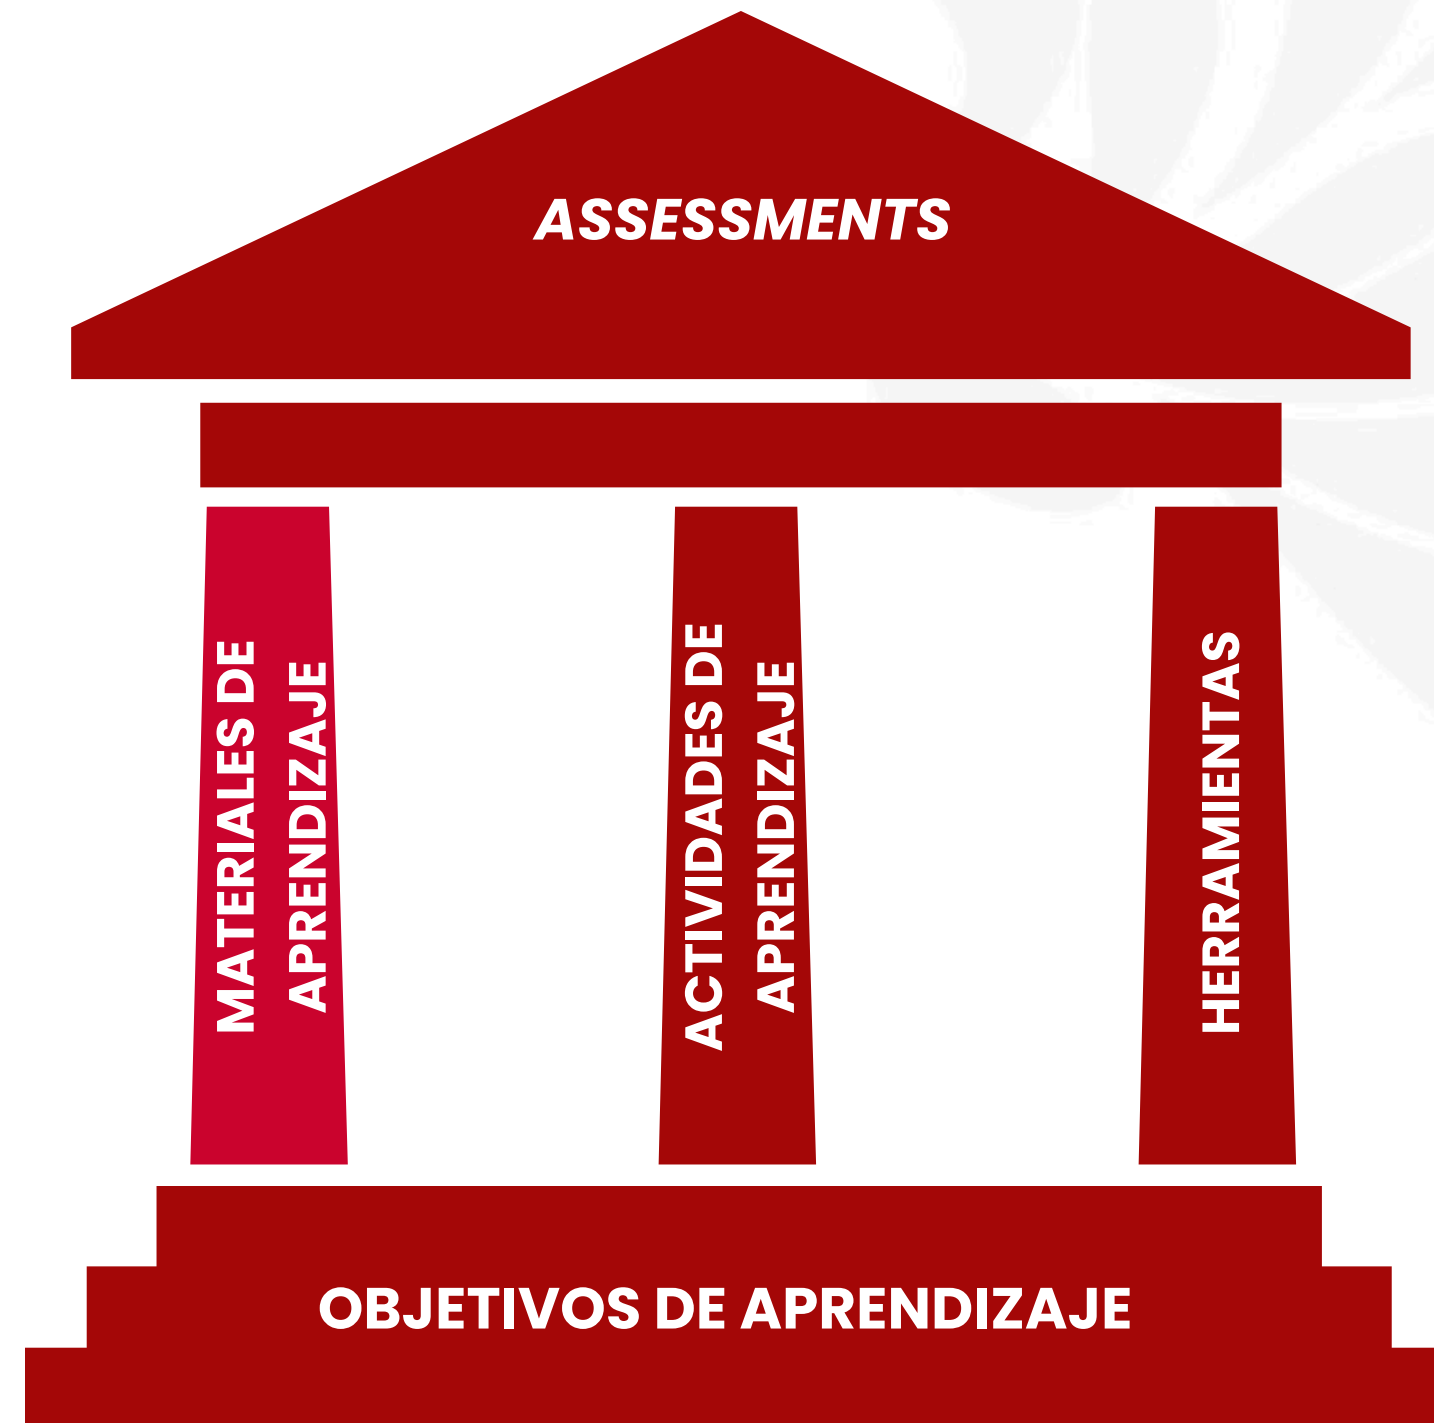 ASSESSMENTS
MATERIALES DE
APRENDIZAJE
ACTIVIDADES DE
APRENDIZAJE
HERRAMIENTAS
OBJETIVOS DE APRENDIZAJE